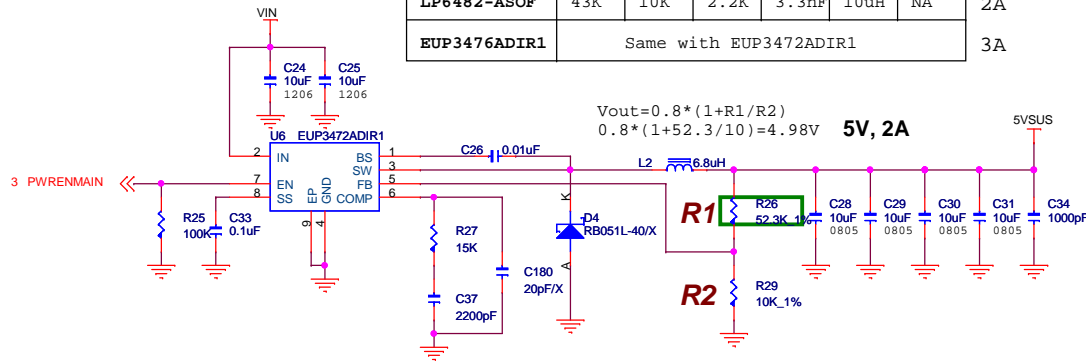 LP6482-ASOF 43K 10K 2.2K 3.3nF 10uH NA 2A
EUP3476ADIR1 Same with EUP3472ADIR1 3A
VIN
C24
10uF
1206
C25
10uF
1206
Vout=0.8*(1+R1/R2)
0.8*(1+52.3/10)=4.98V 5V, 2A
5VSUS
U6 EUP3472ADIR1
2 IN
BS 1
SW 3
FB 5
COMP 6
7 EN
8 SS
EP
GND
9
4
C26 0.01uF
L2 6.8uH
3 PWRENMAIN
R25
100K
C33
0.1uF
R27
15K
C37
2200pF
C180
20pF/X
K
D4
RB051L-40/X
A
R1
R26
52.3K_1%
R2
R29
10K_1%
C28
10uF
0805
C29
10uF
0805
C30
10uF
0805
C31
10uF
0805
C34
1000pF